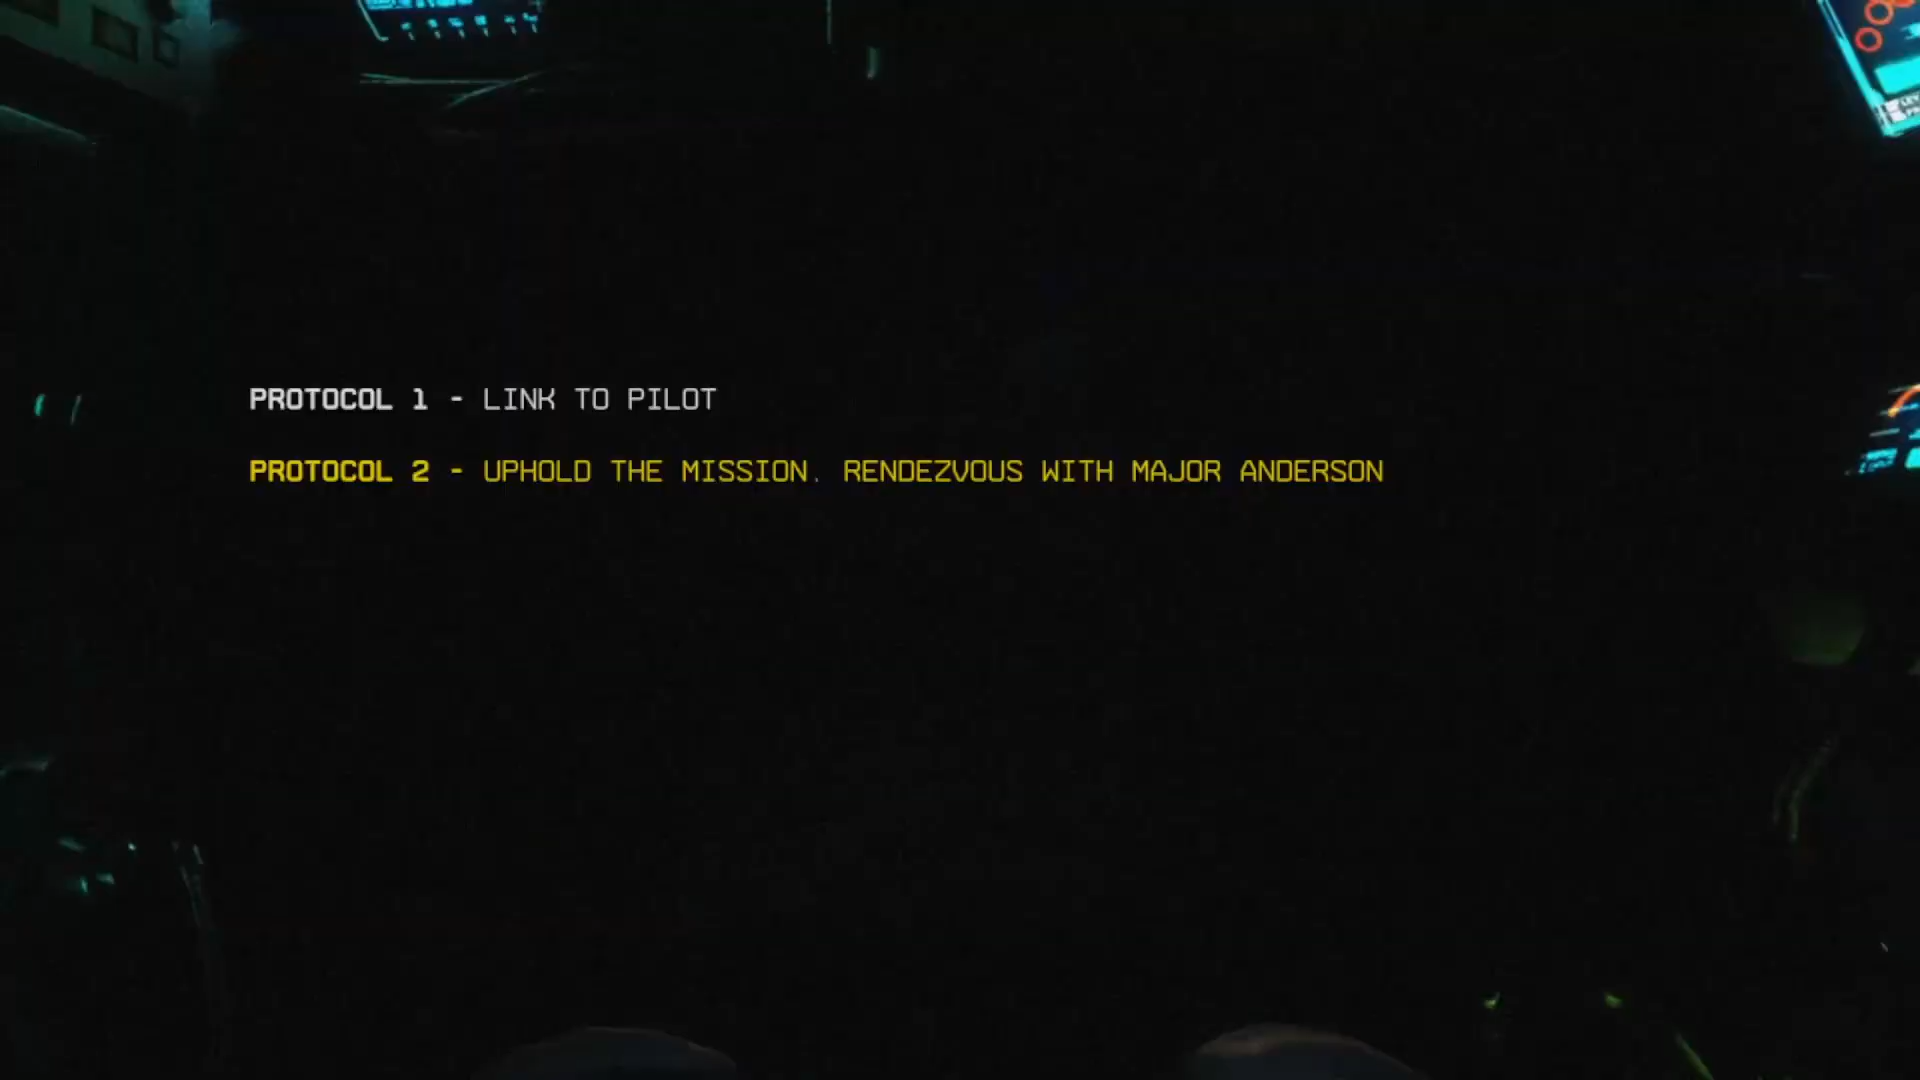 PROTOCOL 1 - LINK TO PILOT
PROTOCOL 2 - UPHOLD THE MISSION. RENDEZVOUS WITH MAJOR ANDERSON